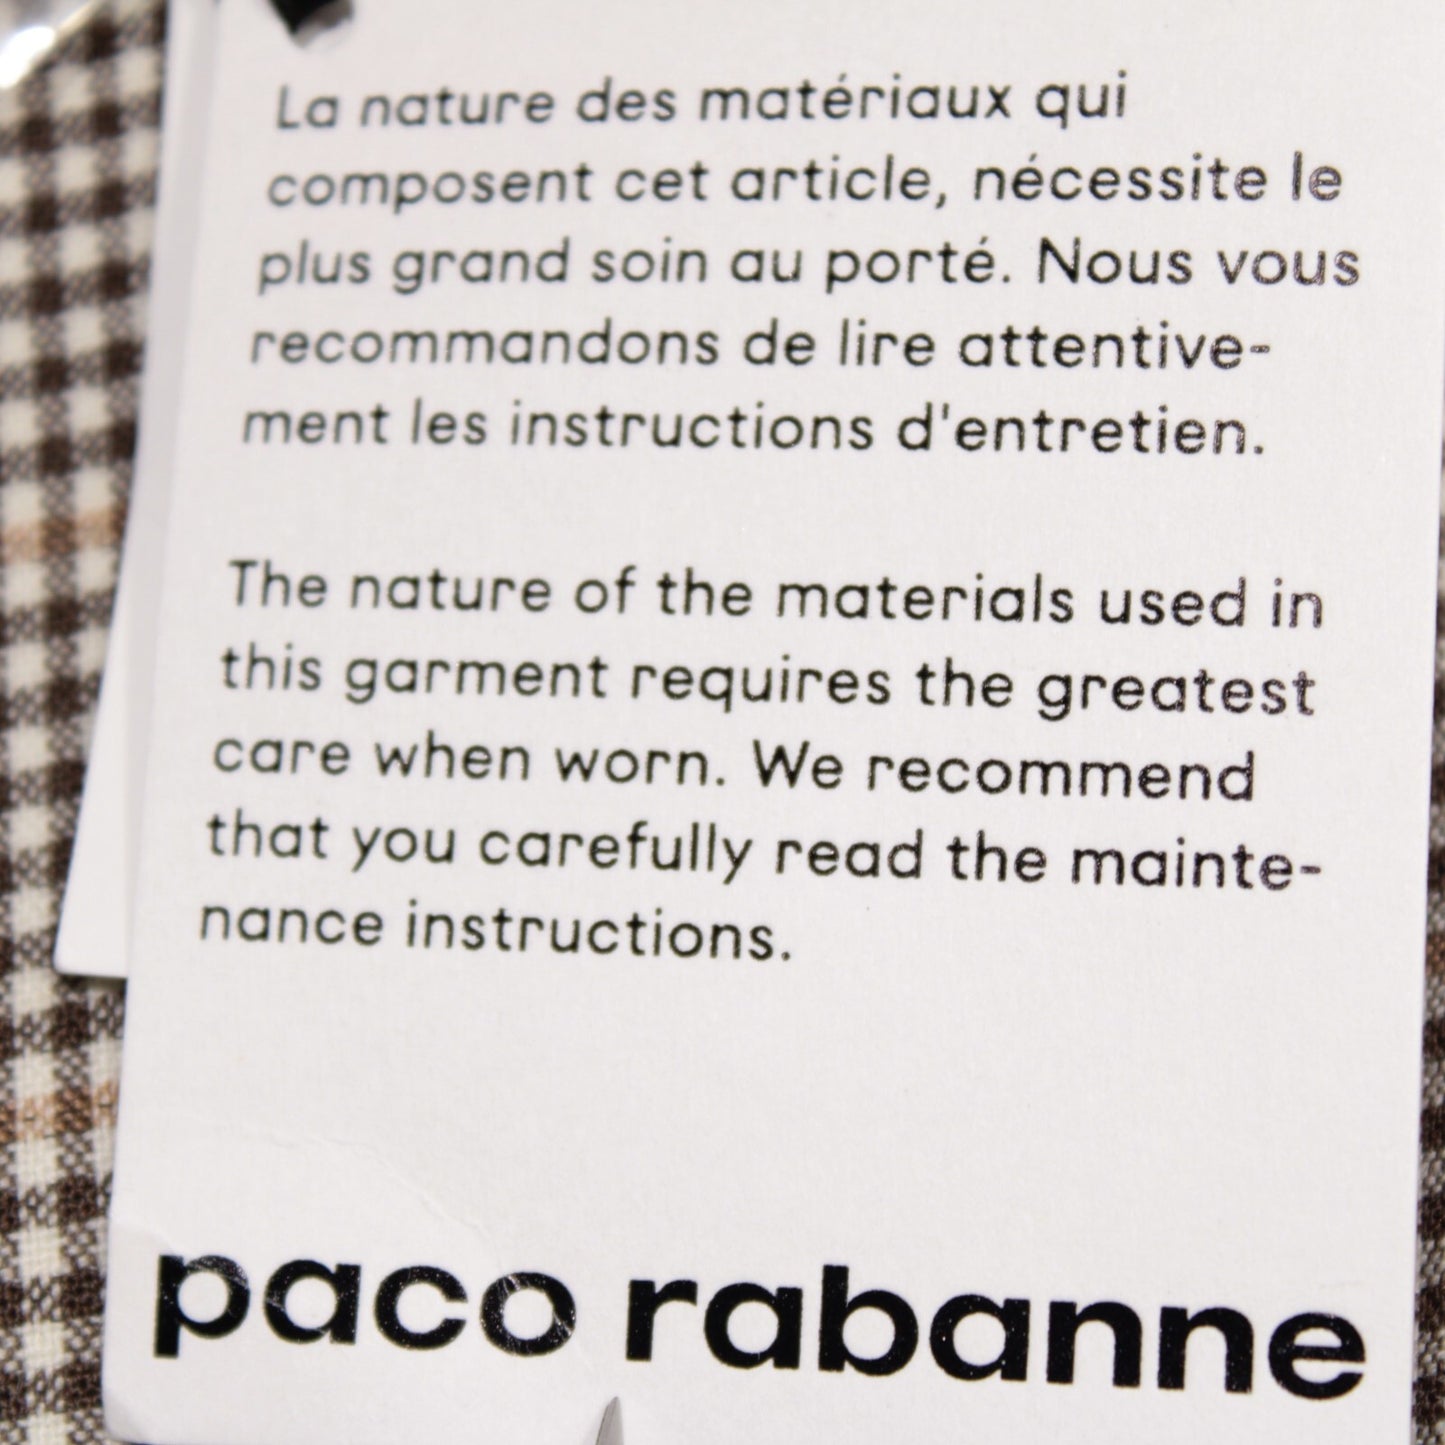 La nature des matériaux qui
composent cet article, nécessite le
plus grand soin au porté. Nous vous
recommandons de lire attentive-
ment les instructions d'entretien.
The nature of the materials used in
this garment requires the greatest
care when worn. We recommend
that you carefully read the mainte-
nance instructions.
paco rabanne